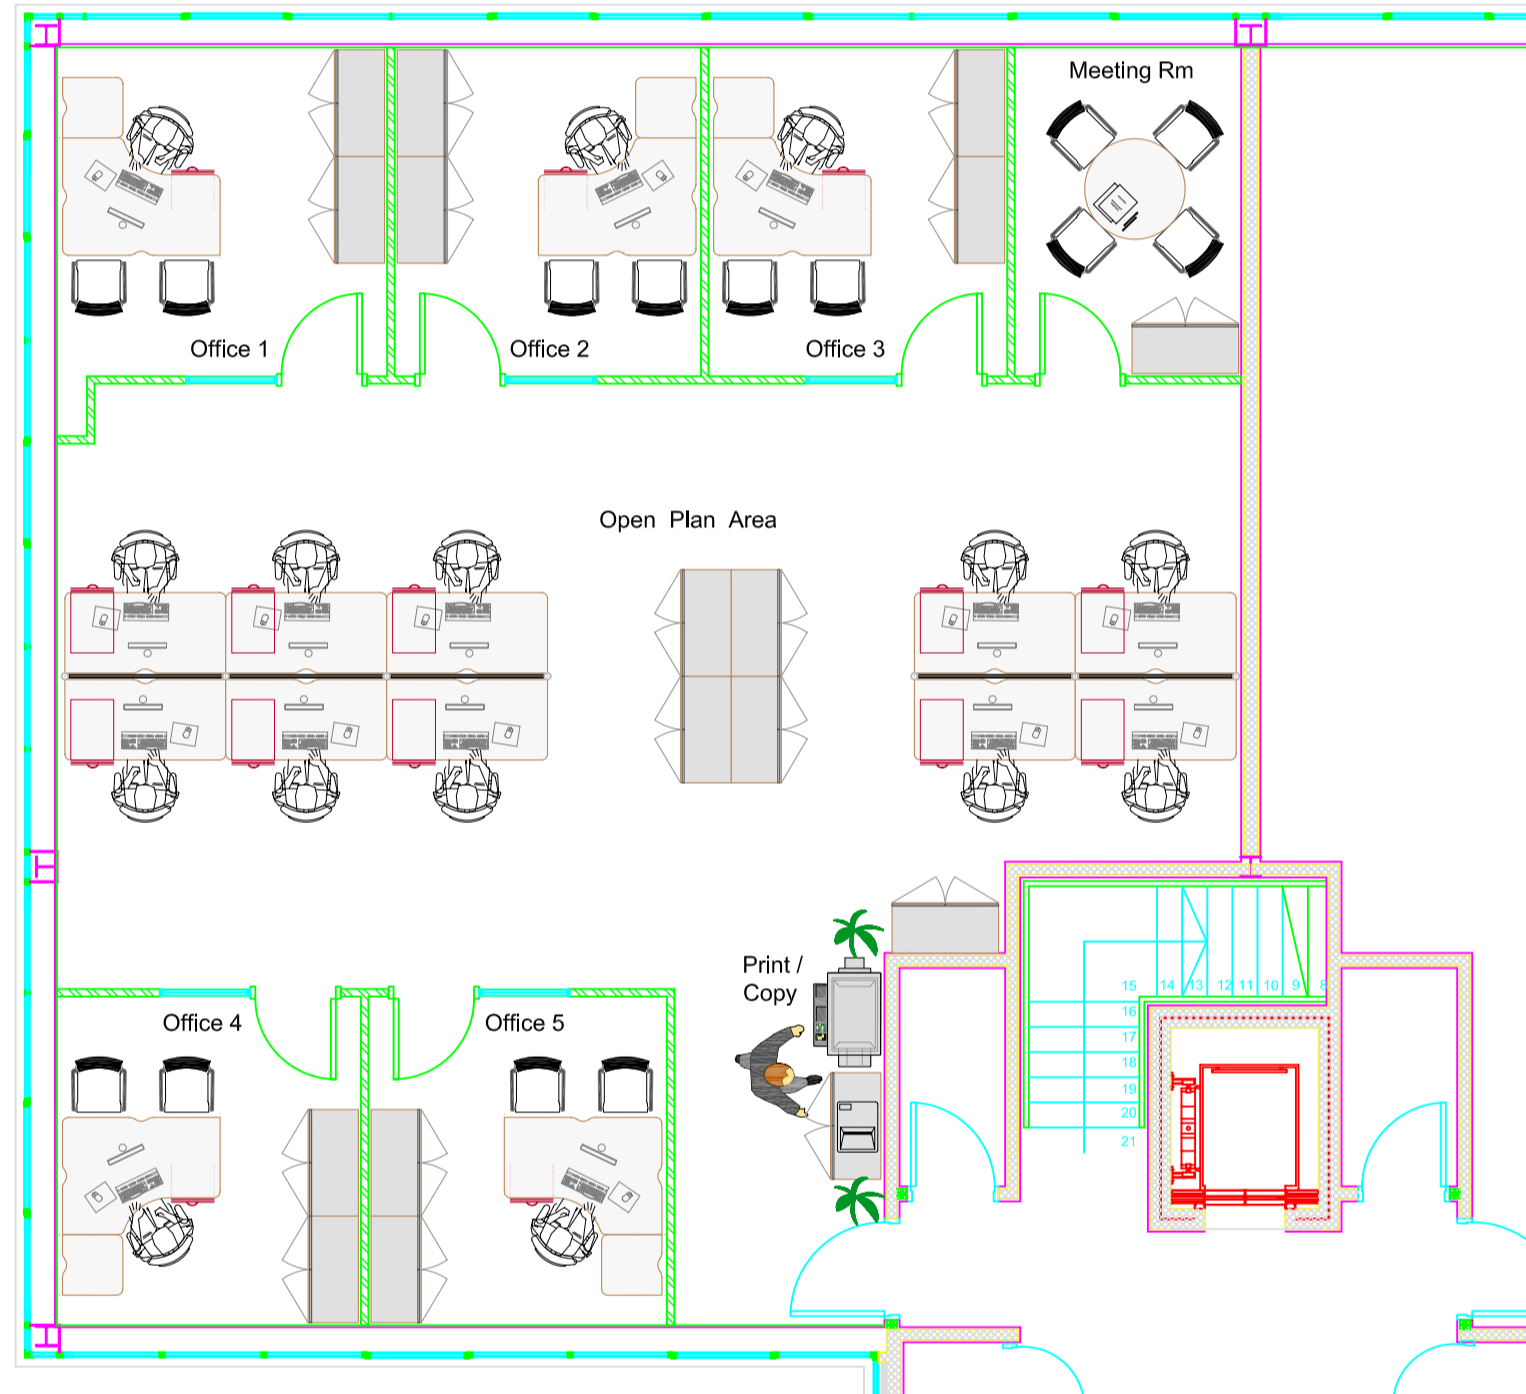 Meeting Rm
Office 1
Office 2
Office 3
Open Plan Area
Print /
Copy
Office 4
Office 5
15 14 13 12 11 10 9 8
16
17
18
19
20
21